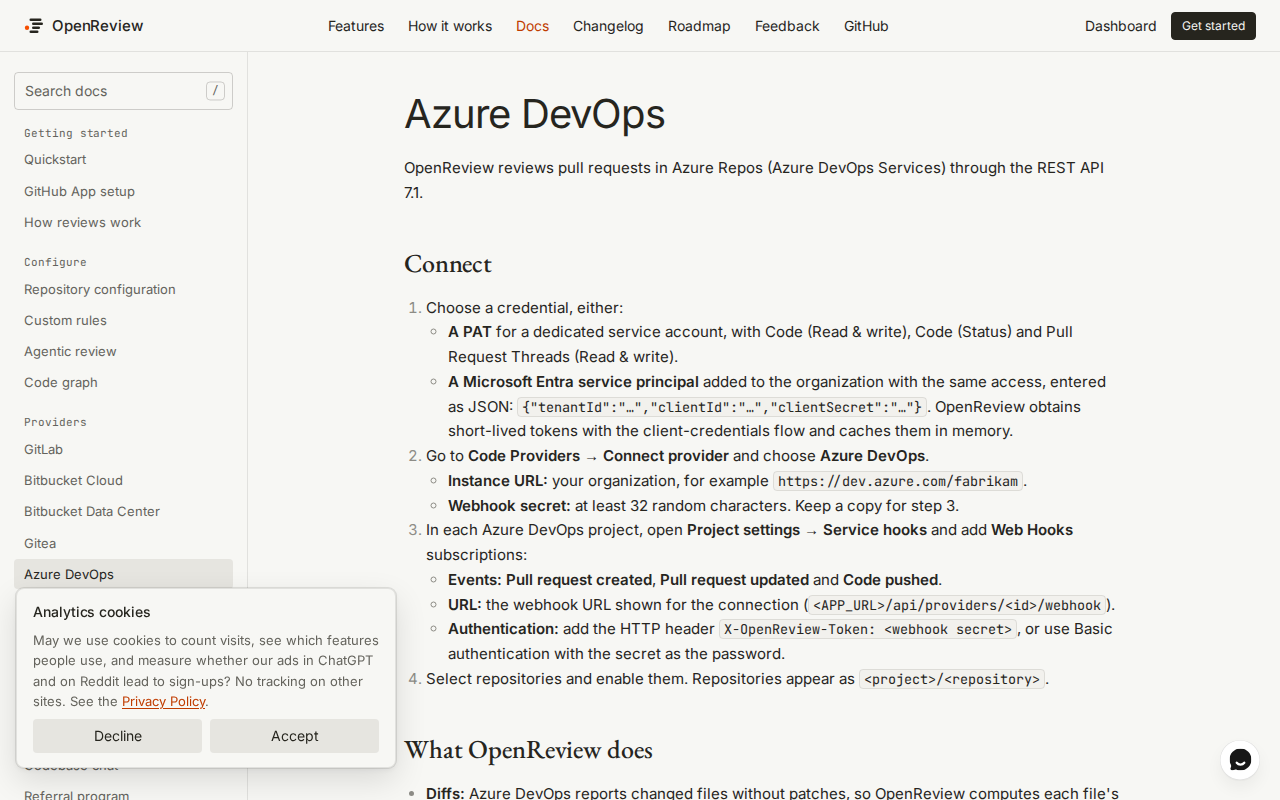 OpenReview
Features
How it works
Docs
Changelog
Roadmap
Feedback
GitHub
Dashboard
Get started
Search docs
/
Getting started
Quickstart
GitHub App setup
How reviews work
Configure
Repository configuration
Custom rules
Agentic review
Code graph
Providers
GitLab
Bitbucket Cloud
Bitbucket Data Center
Gitea
Azure DevOps
Analytics cookies
May we use cookies to count visits, see which features
people use, and measure whether our ads in ChatGPT
and on Reddit lead to sign-ups? No tracking on other
sites. See the Privacy Policy.
Decline
Accept
Referral program
Azure DevOps
OpenReview reviews pull requests in Azure Repos (Azure DevOps Services) through the REST API
7.1.
Connect
1. Choose a credential, either:
A PAT for a dedicated service account, with Code (Read & write), Code (Status) and Pull
Request Threads (Read & write).
A Microsoft Entra service principal added to the organization with the same access, entered
as JSON: {"tenantId":"…","clientId":"…","clientSecret":"…"}. OpenReview obtains
short-lived tokens with the client-credentials flow and caches them in memory.
2. Go to Code Providers → Connect provider and choose Azure DevOps.
Instance URL: your organization, for example https://dev.azure.com/fabrikam.
Webhook secret: at least 32 random characters. Keep a copy for step 3.
3. In each Azure DevOps project, open Project settings → Service hooks and add Web Hooks
subscriptions:
Events: Pull request created, Pull request updated and Code pushed.
URL: the webhook URL shown for the connection (<APP_URL>/api/providers/<id>/webhook).
Authentication: add the HTTP header X-OpenReview-Token: <webhook secret>, or use Basic
authentication with the secret as the password.
4. Select repositories and enable them. Repositories appear as <project>/<repository>.
What OpenReview does
Diffs: Azure DevOps reports changed files without patches, so OpenReview computes each file's